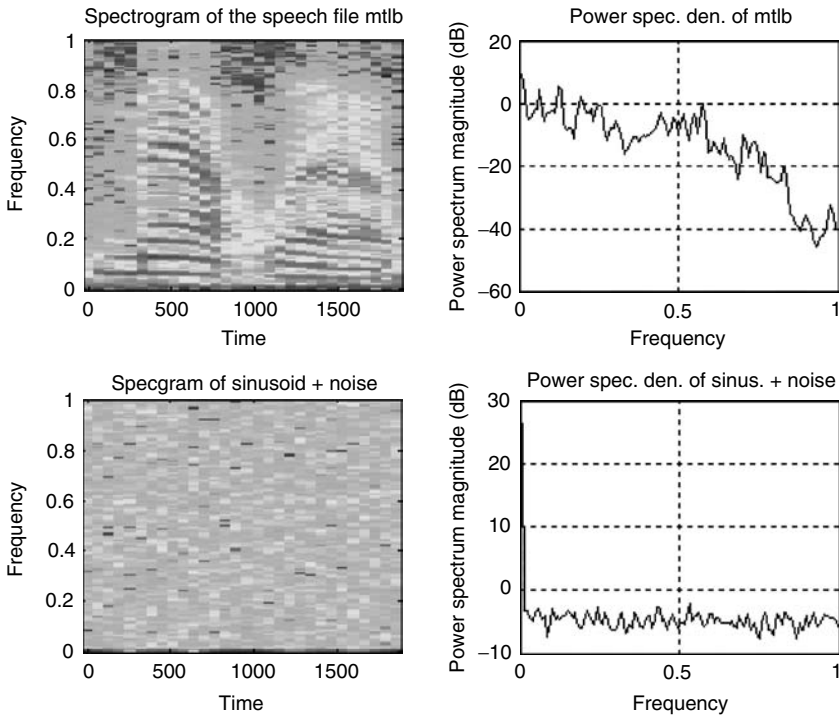 Spectrogram of the speech file mtlb
1
0.8
0.6
0.4
0.2
0
Frequency
0 500 1000 1500
Time
Power spec. den. of mtlb
20
0
−20
−40
−60
Power spectrum magnitude (dB)
0 0.5 1
Frequency
Specgram of sinusoid + noise
1
0.8
0.6
0.4
0.2
0
Frequency
0 500 1000 1500
Time
Power spec. den. of sinus. + noise
30
20
10
0
−10
Power spectrum magnitude (dB)
0 0.5 1
Frequency